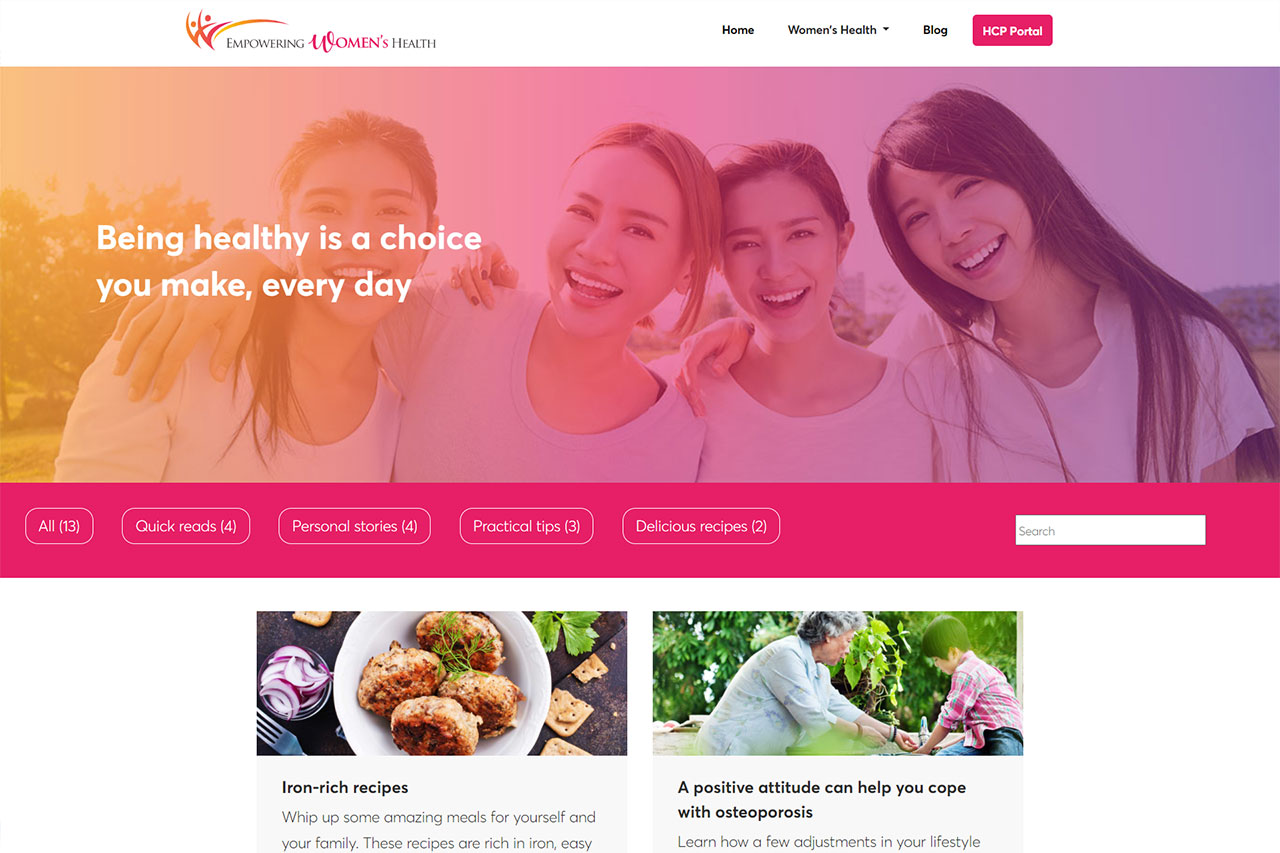 EMPOWERING WOMEN'S HEALTH
Home
Women's Health
Blog
HCP Portal
Being healthy is a choice
you make, every day
All (13)
Quick reads (4)
Personal stories (4)
Practical tips (3)
Delicious recipes (2)
Search
Iron-rich recipes
Whip up some amazing meals for yourself and
your family. These recipes are rich in iron, easy
A positive attitude can help you cope
with osteoporosis
Learn how a few adjustments in your lifestyle